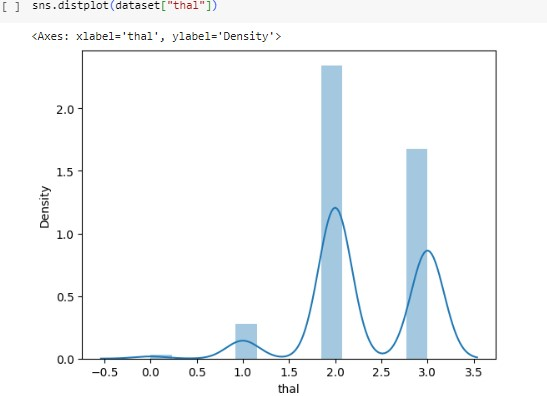 [ ] sns.distplot(dataset["thal"])
<Axes: xlabel='thal', ylabel='Density'>
2.0
1.5
1.0
0.5
0.0
Density
−0.5 0.0 0.5 1.0 1.5 2.0 2.5 3.0 3.5
thal